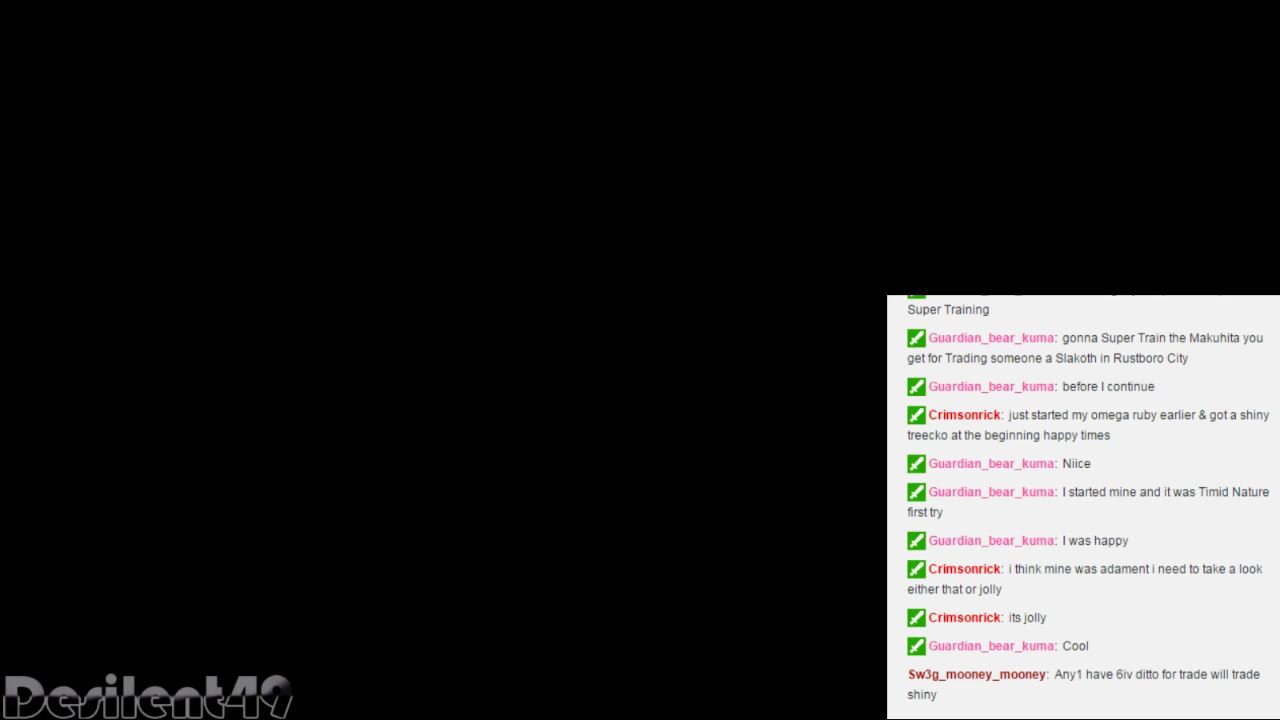 Super Training
Guardian_bear_kuma: gonna Super Train the Makuhita you
get for Trading someone a Slakoth in Rustboro City
Guardian_bear_kuma: before I continue
Crimsonrick: just started my omega ruby earlier & got a shiny
treecko at the beginning happy times
Guardian_bear_kuma: Niice
Guardian_bear_kuma: I started mine and it was Timid Nature
first try
Guardian_bear_kuma: I was happy
Crimsonrick: i think mine was adament i need to take a look
either that or jolly
Crimsonrick: its jolly
Guardian_bear_kuma: Cool
Sw3g_mooney_mooney: Any1 have 6iv ditto for trade will trade
shiny
Desilent49